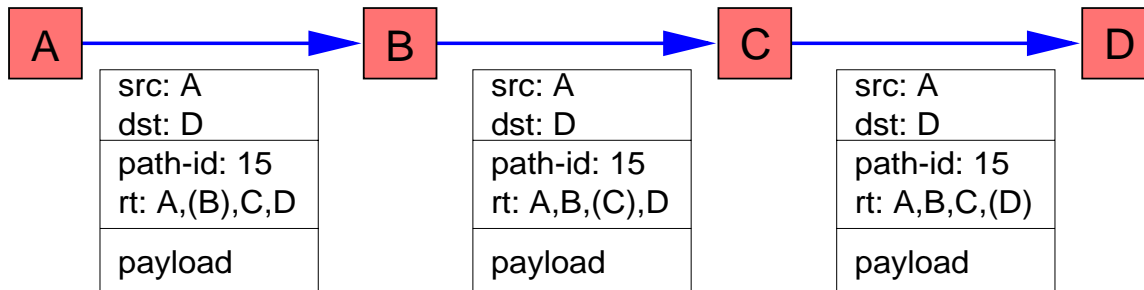 A
B
C
D
src: A
dst: D
path-id: 15
rt: A,(B),C,D
payload
src: A
dst: D
path-id: 15
rt: A,B,(C),D
payload
src: A
dst: D
path-id: 15
rt: A,B,C,(D)
payload